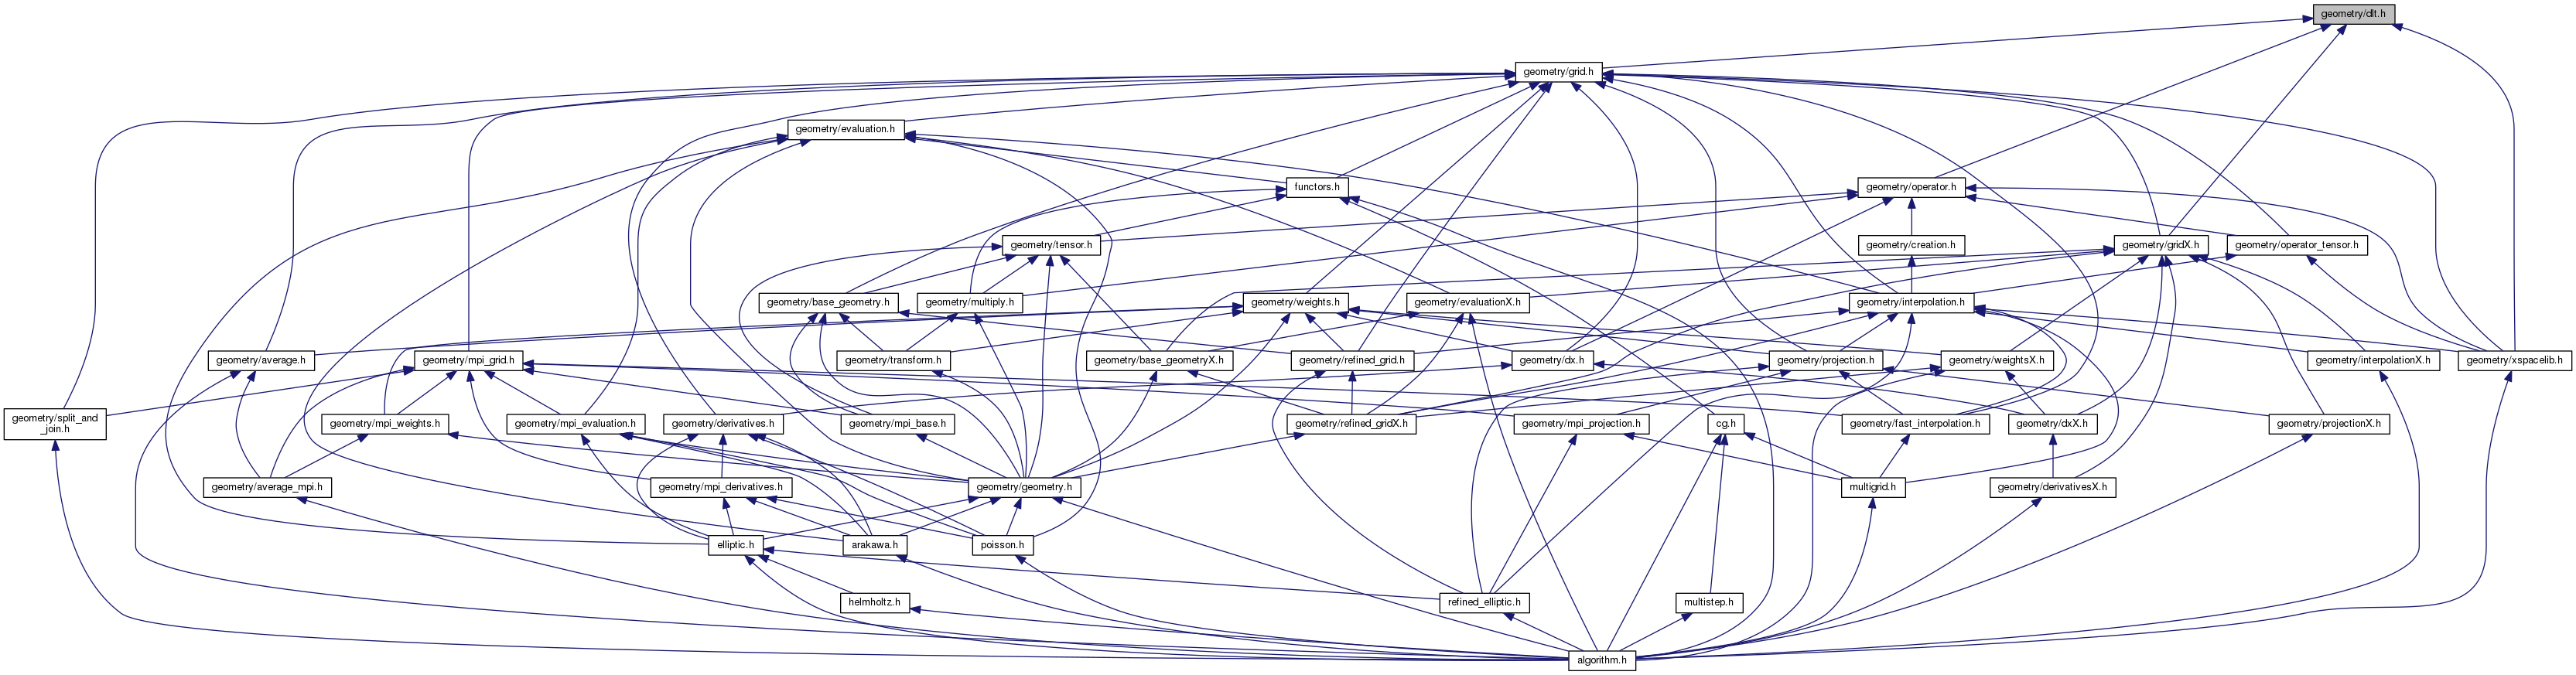 geometry/dlt.h
geometry/grid.h
geometry/evaluation.h
functors.h
geometry/operator.h
geometry/tensor.h
geometry/creation.h
geometry/gridX.h
geometry/operator_tensor.h
geometry/base_geometry.h
geometry/multiply.h
geometry/weights.h
geometry/evaluationX.h
geometry/interpolation.h
geometry/average.h
geometry/mpi_grid.h
geometry/transform.h
geometry/base_geometryX.h
geometry/refined_grid.h
geometry/dx.h
geometry/projection.h
geometry/weightsX.h
geometry/interpolationX.h
geometry/xspacelib.h
geometry/split_and
_join.h
geometry/mpi_weights.h
geometry/mpi_evaluation.h
geometry/derivatives.h
geometry/mpi_base.h
geometry/refined_gridX.h
geometry/mpi_projection.h
cg.h
geometry/fast_interpolation.h
geometry/dxX.h
geometry/projectionX.h
geometry/average_mpi.h
geometry/mpi_derivatives.h
geometry/geometry.h
multigrid.h
geometry/derivativesX.h
elliptic.h
arakawa.h
poisson.h
helmholtz.h
refined_elliptic.h
multistep.h
algorithm.h